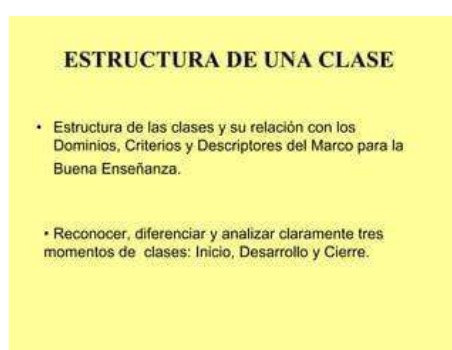 ESTRUCTURA DE UNA CLASE
• Estructura de las clases y su relación con los
Dominios, Criterios y Descriptores del Marco para la
Buena Enseñanza.
• Reconocer, diferenciar y analizar claramente tres
momentos de clases: Inicio, Desarrollo y Cierre.